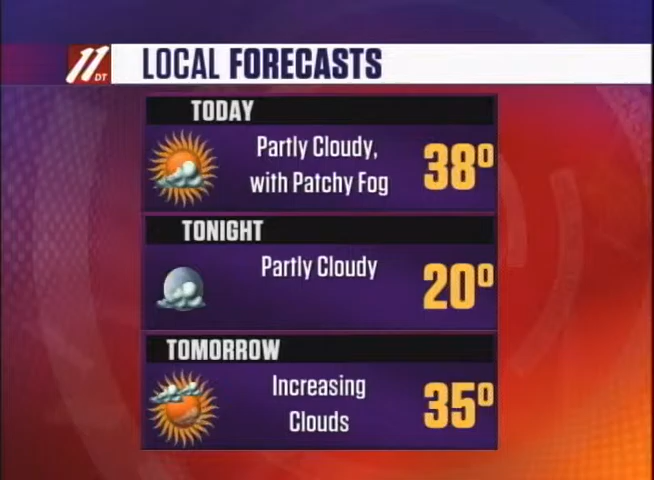 11 DT LOCAL FORECASTS
TODAY
Partly Cloudy,
with Patchy Fog
38°
TONIGHT
Partly Cloudy
20°
TOMORROW
Increasing
Clouds
35°